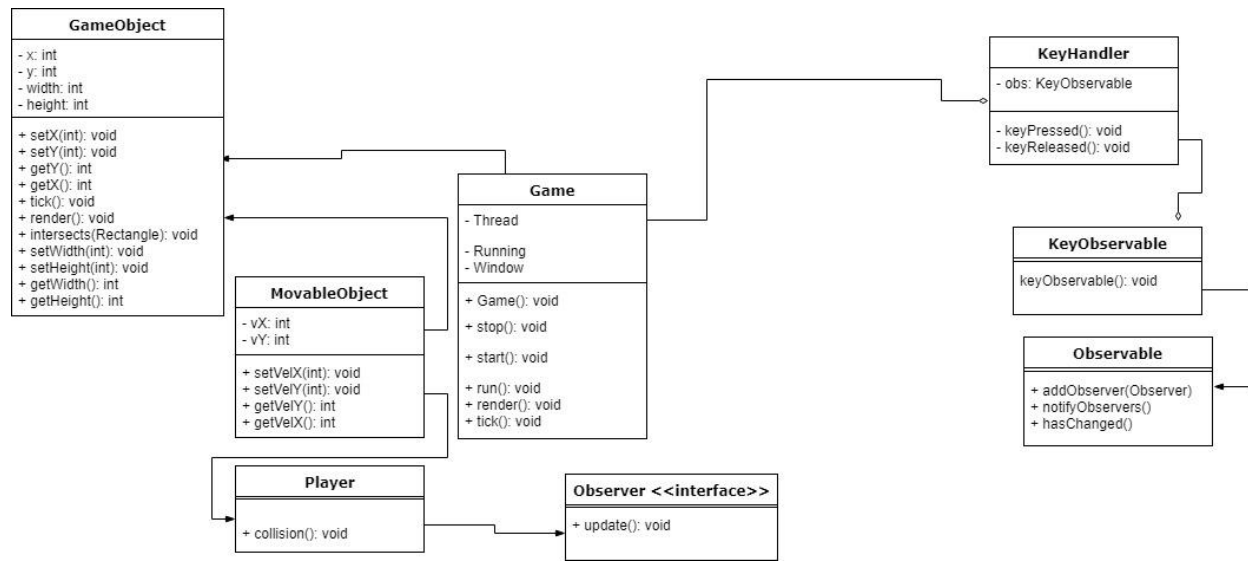 GameObject
- x: int
- y: int
- width: int
- height: int
+ setX(int): void
+ setY(int): void
+ getY(): int
+ getX(): int
+ tick(): void
+ render(): void
+ intersects(Rectangle): void
+ setWidth(int): void
+ setHeight(int): void
+ getWidth(): int
+ getHeight(): int
MovableObject
- vX: int
- vY: int
+ setVelX(int): void
+ setVelY(int): void
+ getVelY(): int
+ getVelX(): int
Player
+ collision(): void
Game
- Thread
- Running
- Window
+ Game(): void
+ stop(): void
+ start(): void
+ run(): void
+ render(): void
+ tick(): void
Observer <<interface>>
+ update(): void
KeyHandler
- obs: KeyObservable
- keyPressed(): void
- keyReleased(): void
KeyObservable
keyObservable(): void
Observable
+ addObserver(Observer)
+ notifyObservers()
+ hasChanged()